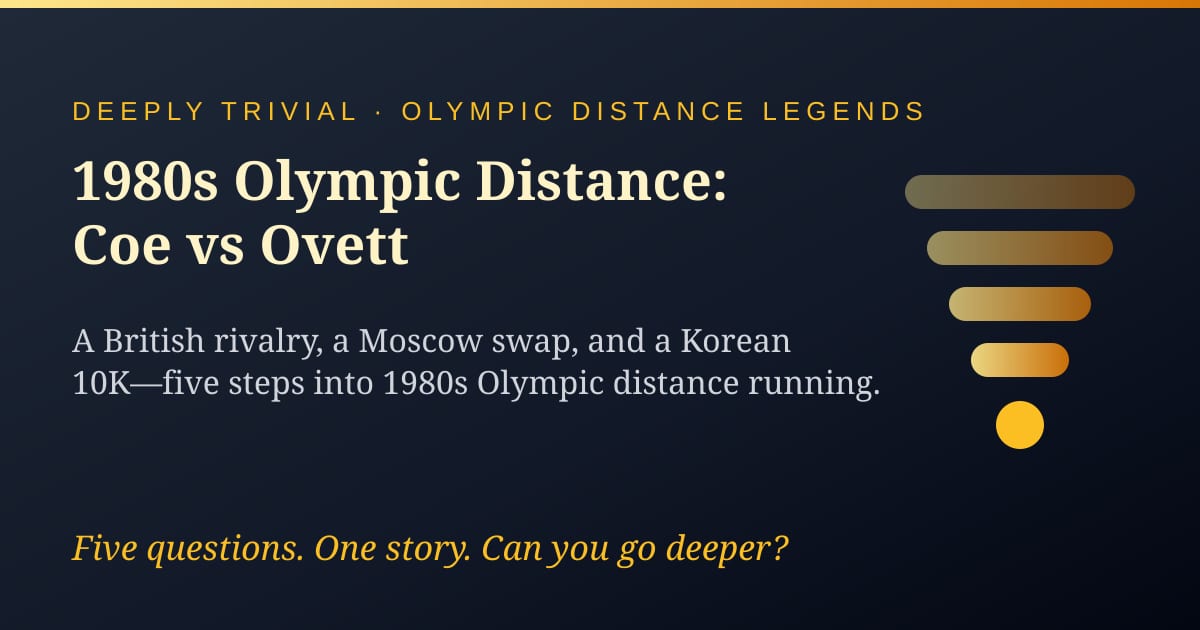 DEEPLY TRIVIAL · OLYMPIC DISTANCE LEGENDS
1980s Olympic Distance:
Coe vs Ovett
A British rivalry, a Moscow swap, and a Korean
10K—five steps into 1980s Olympic distance running.
Five questions. One story. Can you go deeper?